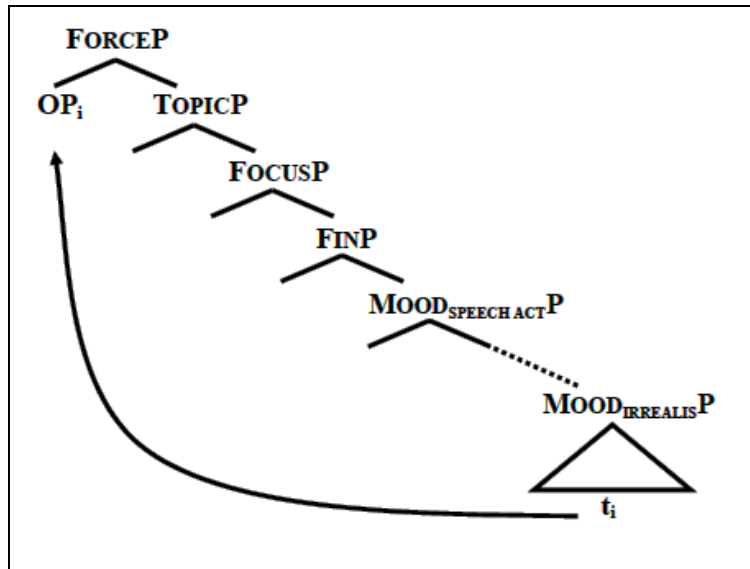 FORCEP
OPi TOPICP
FOCUSP
FINP
MOODSPEECH ACTP
MOODIRREALISP
ti